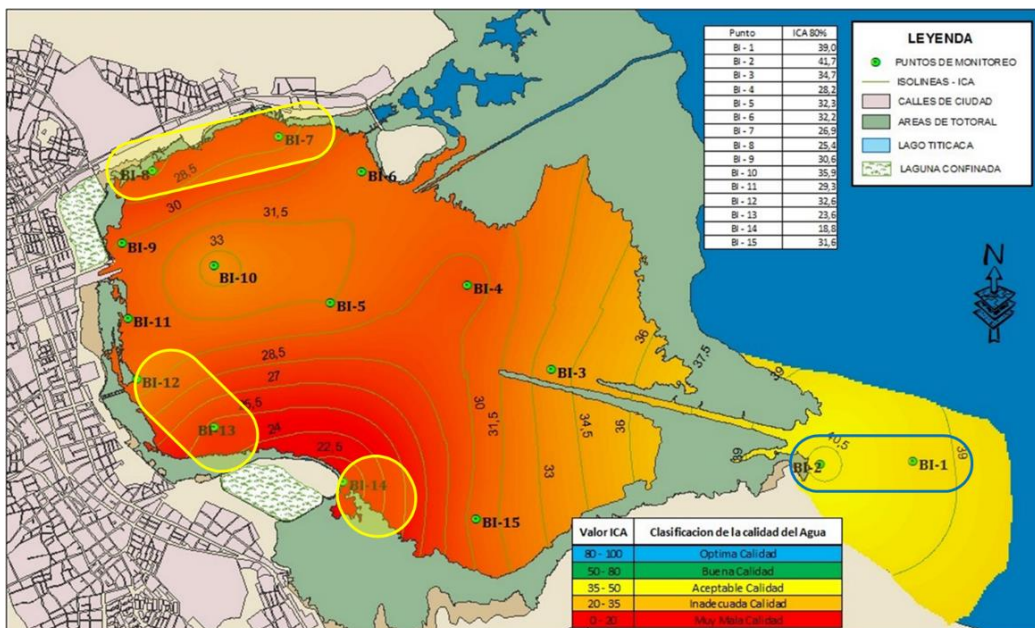 Punto ICA 80%
BI - 1 39,0
BI - 2 41,7
BI - 3 34,7
BI - 4 28,2
BI - 5 32,3
BI - 6 32,2
BI - 7 26,9
BI - 8 25,4
BI - 9 30,6
BI - 10 35,9
BI - 11 29,3
BI - 12 32,6
BI - 13 23,6
BI - 14 18,8
BI - 15 31,6
LEYENDA
PUNTOS DE MONITOREO
ISOLINEAS - ICA
CALLES DE CIUDAD
AREAS DE TOTORAL
LAGO TITICACA
LAGUNA CONFINADA
N
BI-7
BI-8
28,5
BI-6
30
31,5
BI-9
33
BI-10
BI-4
BI-5
BI-11
28,5
36
37,5
BI-3
39
BI-12
27
30
31,5
34,5
36
25,5
BI-13
24
40,5
39
39
22,5
33
BI-2
BI-1
BI-14
BI-15
Valor ICA Clasificacion de la calidad del Agua
80 - 100 Optima Calidad
50 - 80 Buena Calidad
35 - 50 Aceptable Calidad
20 - 35 Inadecuada Calidad
0 - 20 Muy Mala Calidad